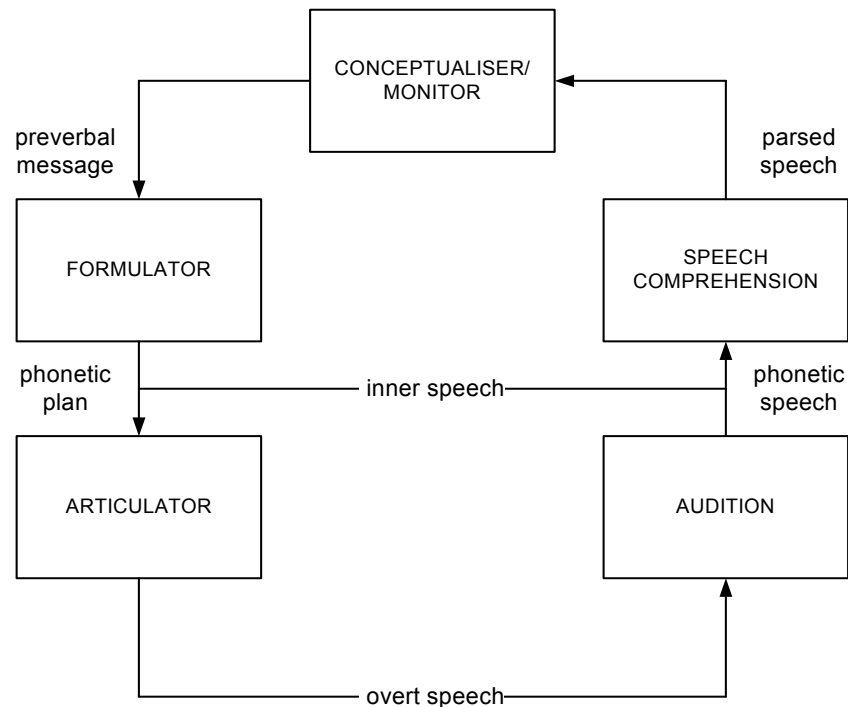 CONCEPTUALISER/
MONITOR
preverbal
message
parsed
speech
FORMULATOR
SPEECH
COMPREHENSION
phonetic
plan
inner speech
phonetic
speech
ARTICULATOR
AUDITION
overt speech